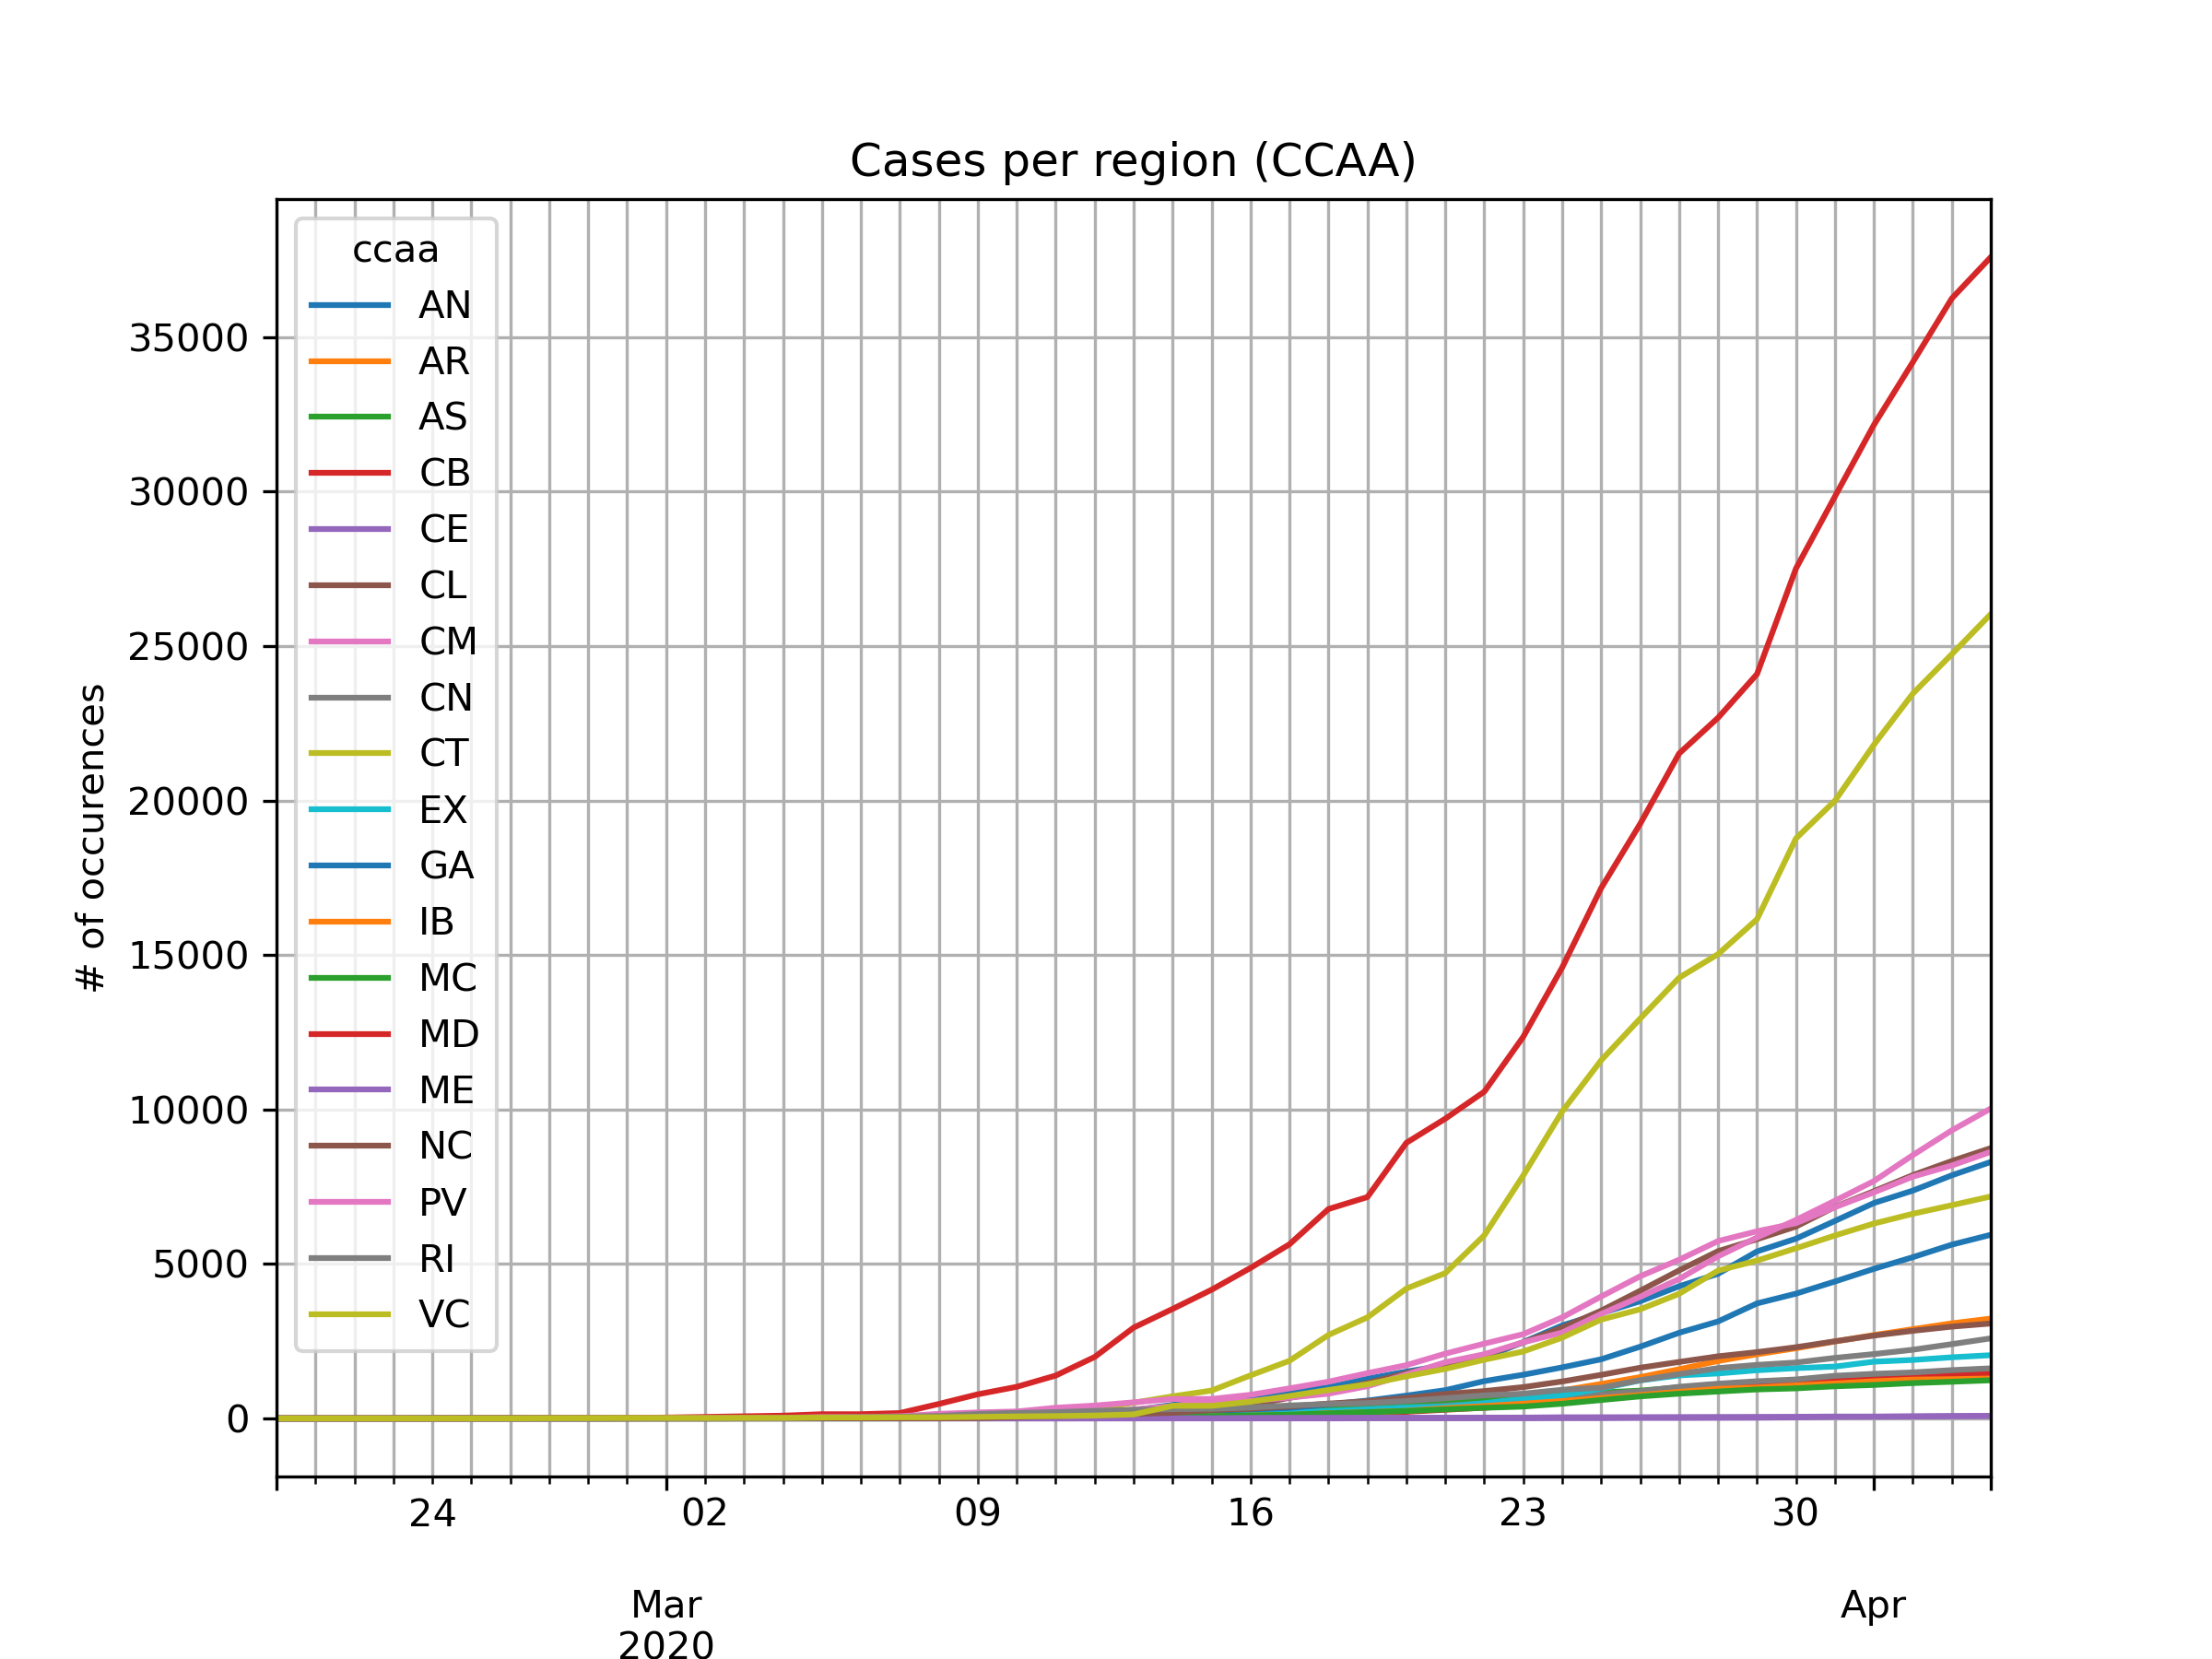 Cases per region (CCAA)
ccaa
AN
AR
AS
CB
CE
CL
CM
CN
CT
EX
GA
IB
MC
MD
ME
NC
PV
RI
VC
# of occurences
35000
30000
25000
20000
15000
10000
5000
0
24 02 09 16 23 30
Mar Apr
2020